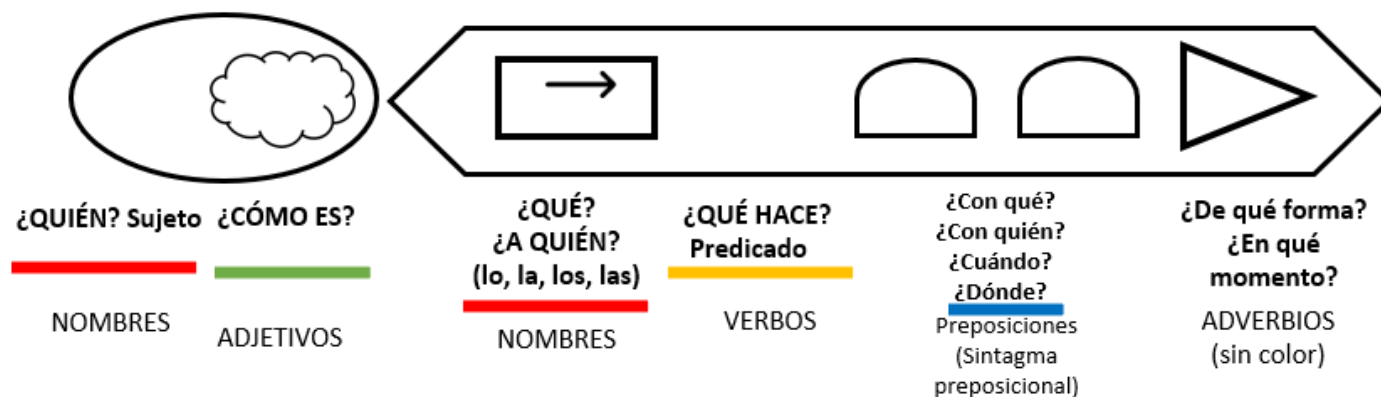 ¿QUIÉN? Sujeto
NOMBRES
¿CÓMO ES?
ADJETIVOS
¿QUÉ?
¿A QUIÉN?
(lo, la, los, las)
NOMBRES
¿QUÉ HACE?
Predicado
VERBOS
¿Con qué?
¿Con quién?
¿Cuándo?
¿Dónde?
Preposiciones
(Sintagma
preposicional)
¿De qué forma?
¿En qué
momento?
ADVERBIOS
(sin color)